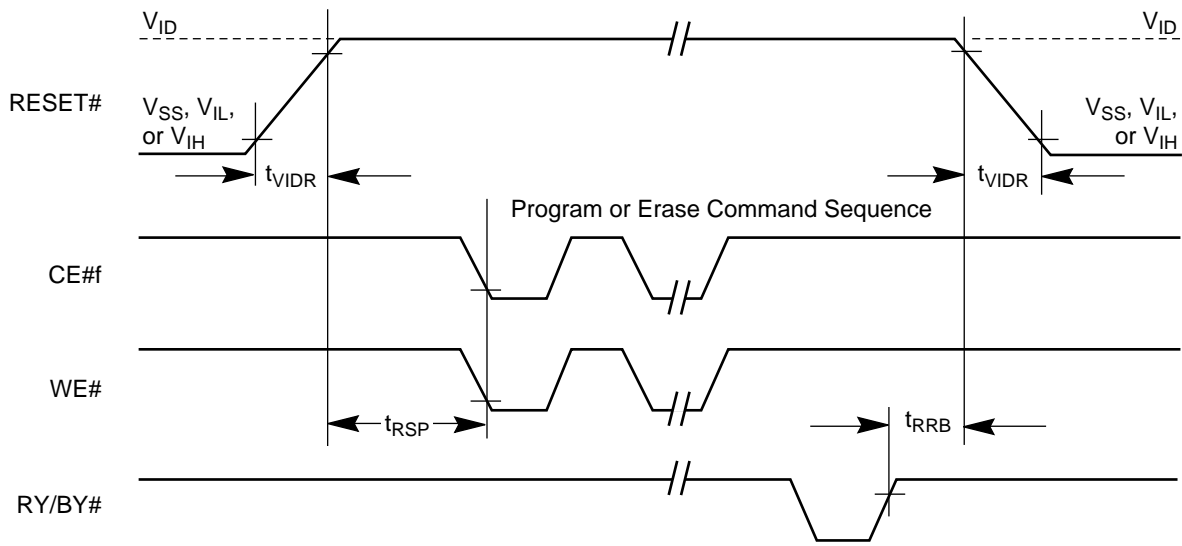 V_ID
V_ID
RESET#
V_SS, V_IL,
or V_IH
V_SS, V_IL,
or V_IH
t_VIDR
t_VIDR
Program or Erase Command Sequence
CE#f
WE#
t_RSP
t_RRB
RY/BY#